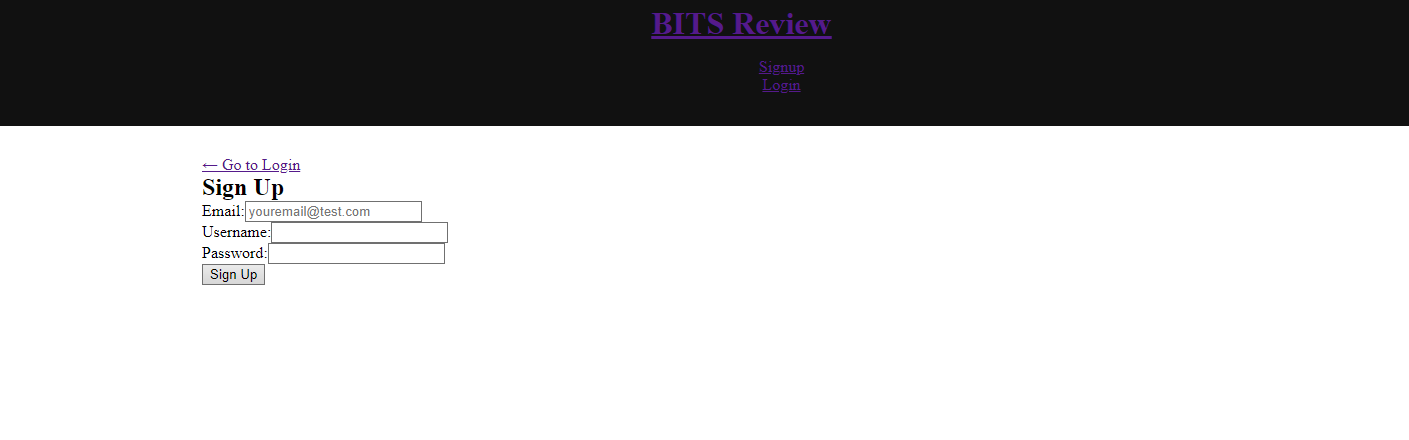 BITS Review
Signup
Login
← Go to Login
Sign Up
Email: youremail@test.com
Username:
Password:
Sign Up